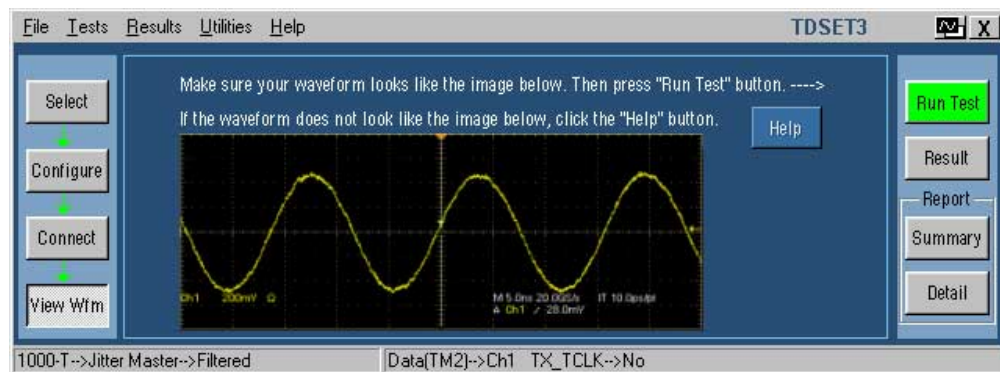 File Tests Results Utilities Help TDSET3 X
Select
Configure
Connect
View Wfm
Make sure your waveform looks like the image below. Then press "Run Test" button. ---->
If the waveform does not look like the image below, click the "Help" button.
Help
Ch1 200mV Ω
M 5.0ns 20.0GS/s IT 10.0ps/pt
A Ch1 / 28.0mV
Run Test
Result
Report
Summary
Detail
1000-T-->Jitter Master-->Filtered Data(TM2)-->Ch1 TX_TCLK-->No